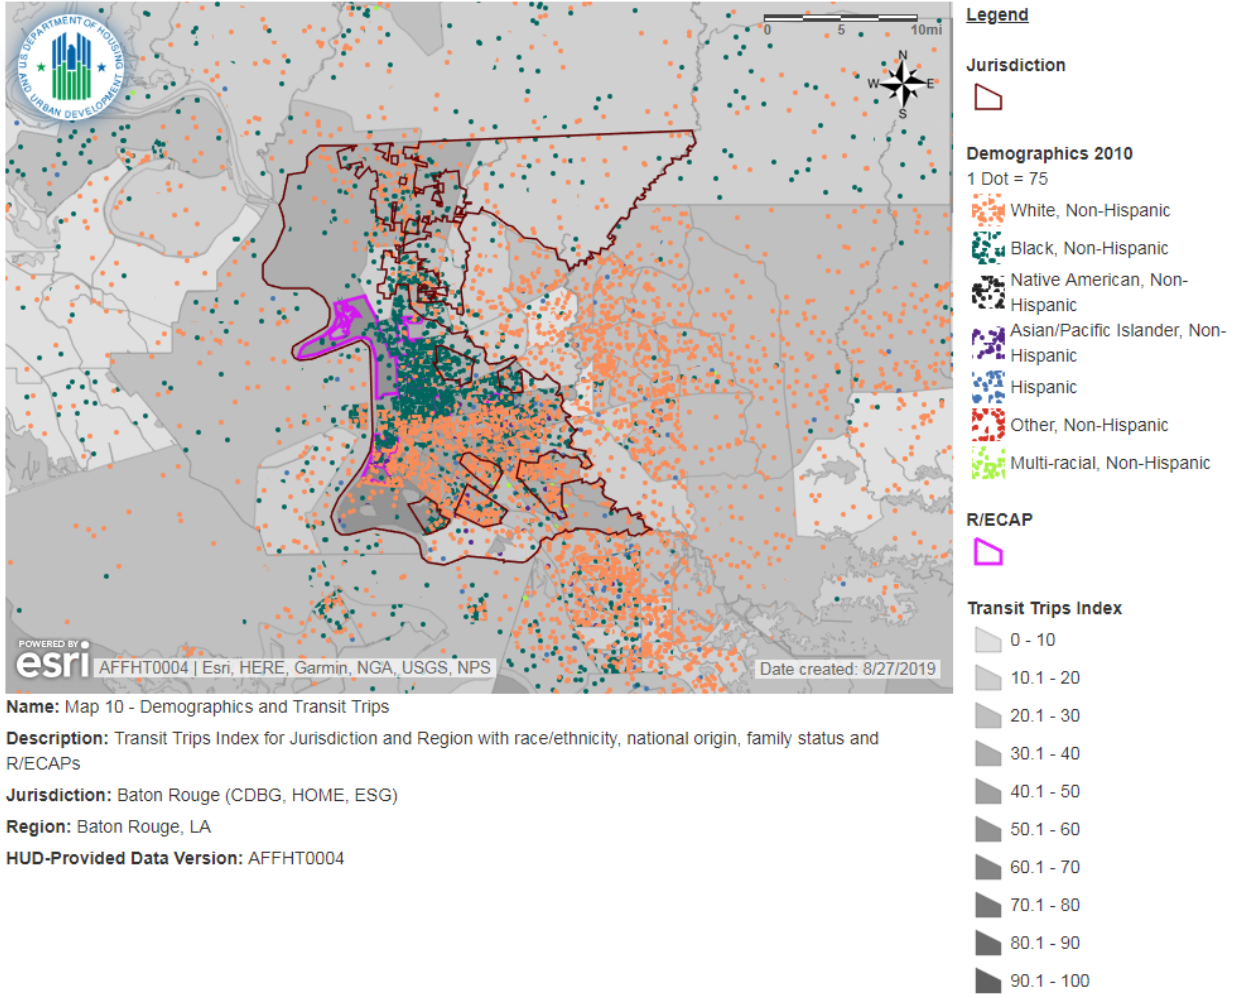 U.S. DEPARTMENT OF HOUSING
AND URBAN DEVELOPMENT
0 5 10mi
N
W E
S
POWERED BY
esri
AFFHT0004 | Esri, HERE, Garmin, NGA, USGS, NPS
Date created: 8/27/2019
Name: Map 10 - Demographics and Transit Trips
Description: Transit Trips Index for Jurisdiction and Region with race/ethnicity, national origin, family status and
R/ECAPs
Jurisdiction: Baton Rouge (CDBG, HOME, ESG)
Region: Baton Rouge, LA
HUD-Provided Data Version: AFFHT0004
Legend
Jurisdiction
Demographics 2010
1 Dot = 75
White, Non-Hispanic
Black, Non-Hispanic
Native American, Non-
Hispanic
Asian/Pacific Islander, Non-
Hispanic
Hispanic
Other, Non-Hispanic
Multi-racial, Non-Hispanic
R/ECAP
Transit Trips Index
0 - 10
10.1 - 20
20.1 - 30
30.1 - 40
40.1 - 50
50.1 - 60
60.1 - 70
70.1 - 80
80.1 - 90
90.1 - 100